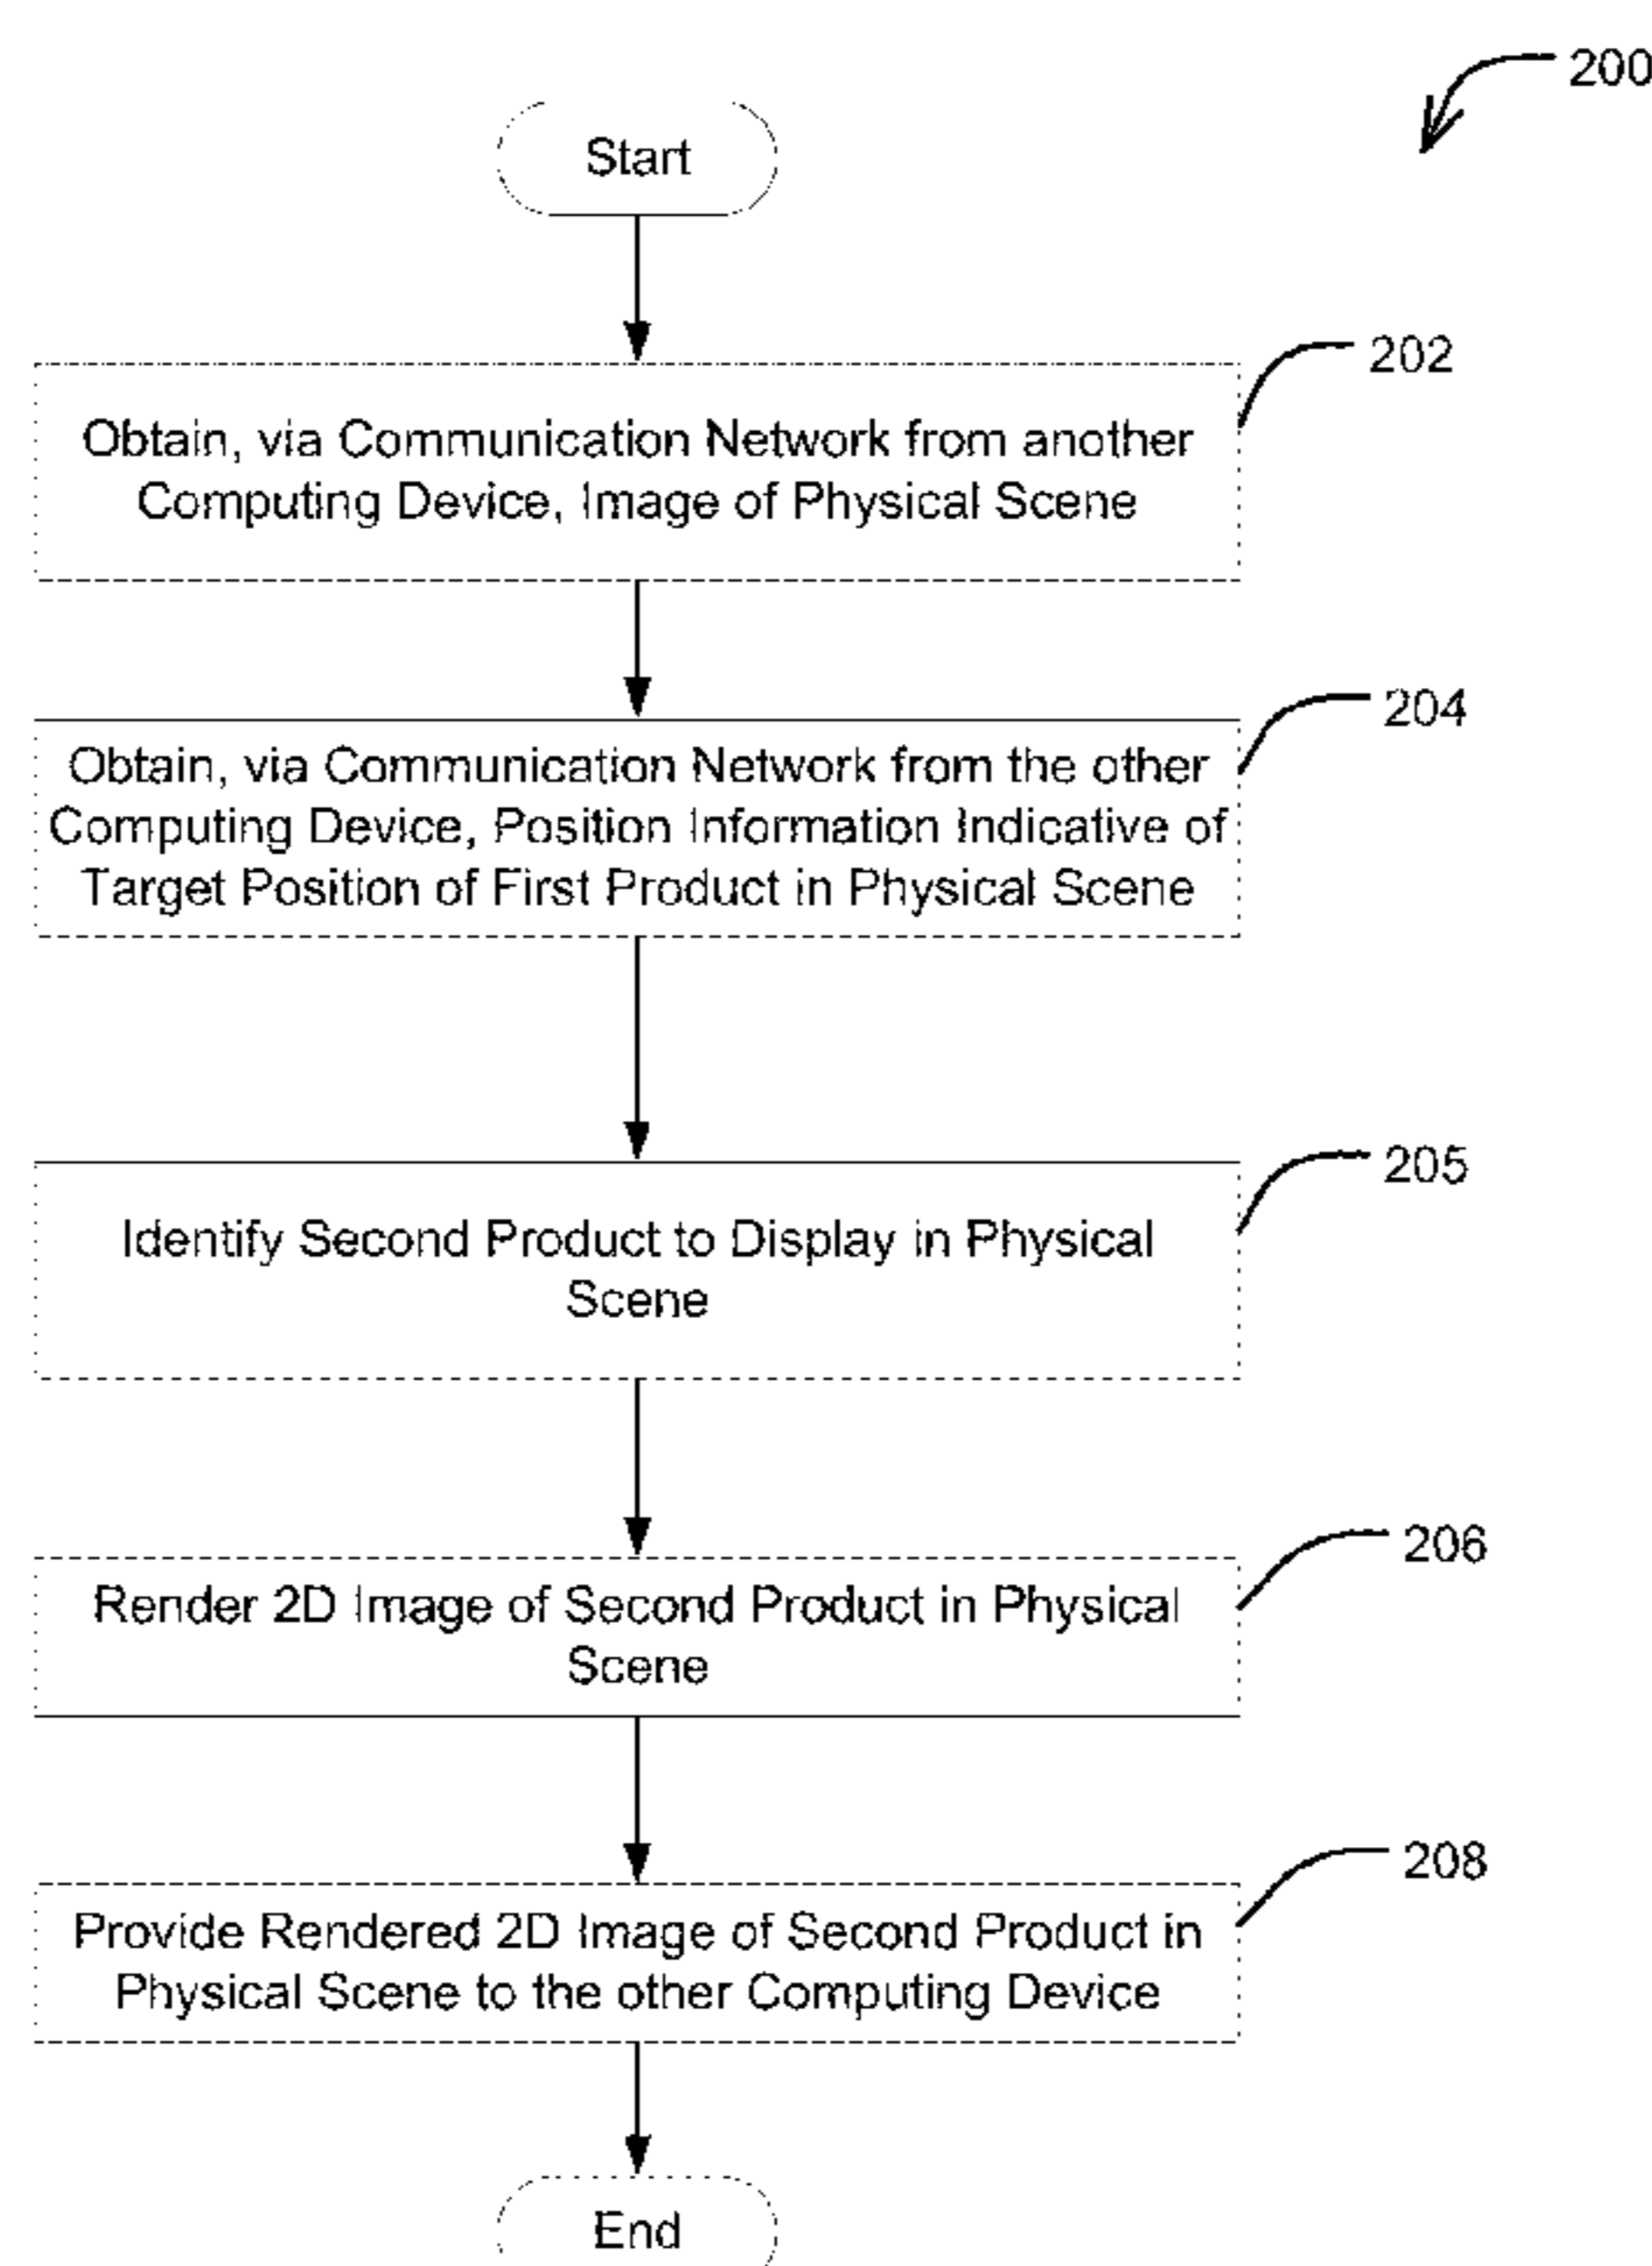 200
Start
202
Obtain, via Communication Network from another
Computing Device, Image of Physical Scene
204
Obtain, via Communication Network from the other
Computing Device, Position Information Indicative of
Target Position of First Product in Physical Scene
205
Identify Second Product to Display in Physical
Scene
206
Render 2D Image of Second Product in Physical
Scene
208
Provide Rendered 2D Image of Second Product in
Physical Scene to the other Computing Device
End